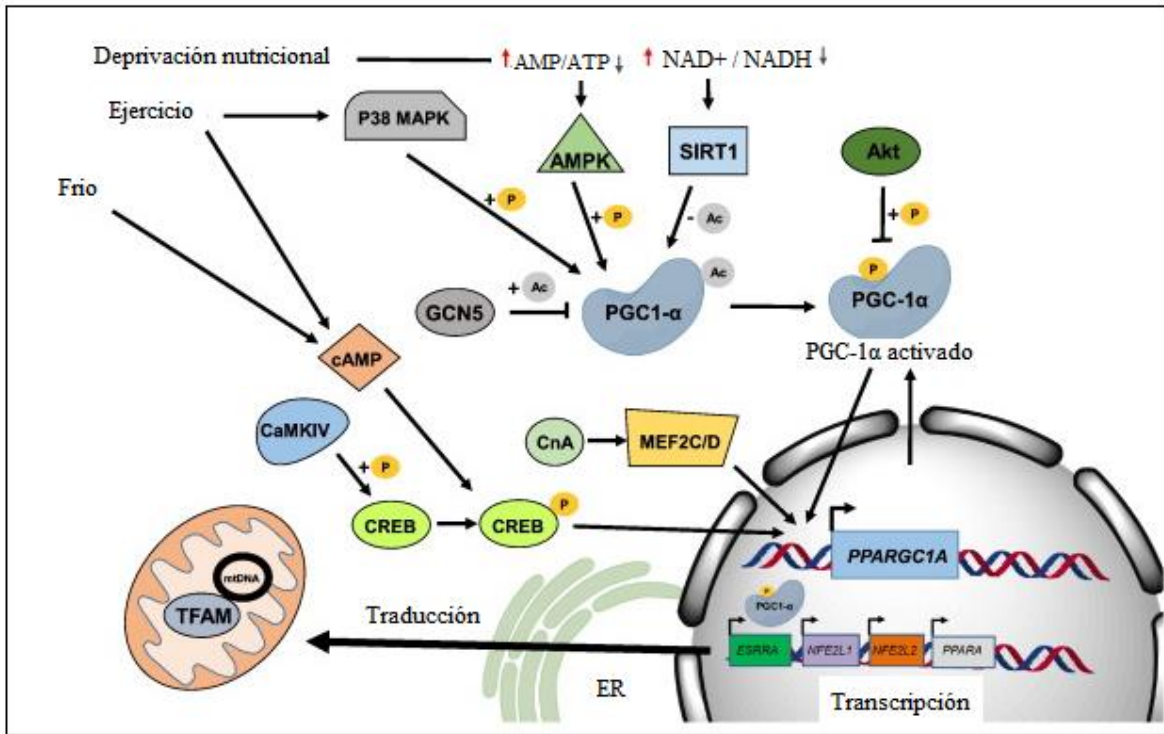 Deprivación nutricional
AMP/ATP
NAD+ / NADH
Ejercicio
P38 MAPK
AMPK
SIRT1
Akt
Frio
+ P
+ P
- Ac
+ P
+ Ac
Ac
P
GCN5
PGC1-α
PGC-1α
PGC-1α activado
cAMP
CaMKIV
CnA
MEF2C/D
+ P
P
CREB
CREB
PPARGC1A
mtDNA
TFAM
Traducción
P
PGC1-α
ESRRA
NFE2L1
NFE2L2
PPARA
ER
Transcripción